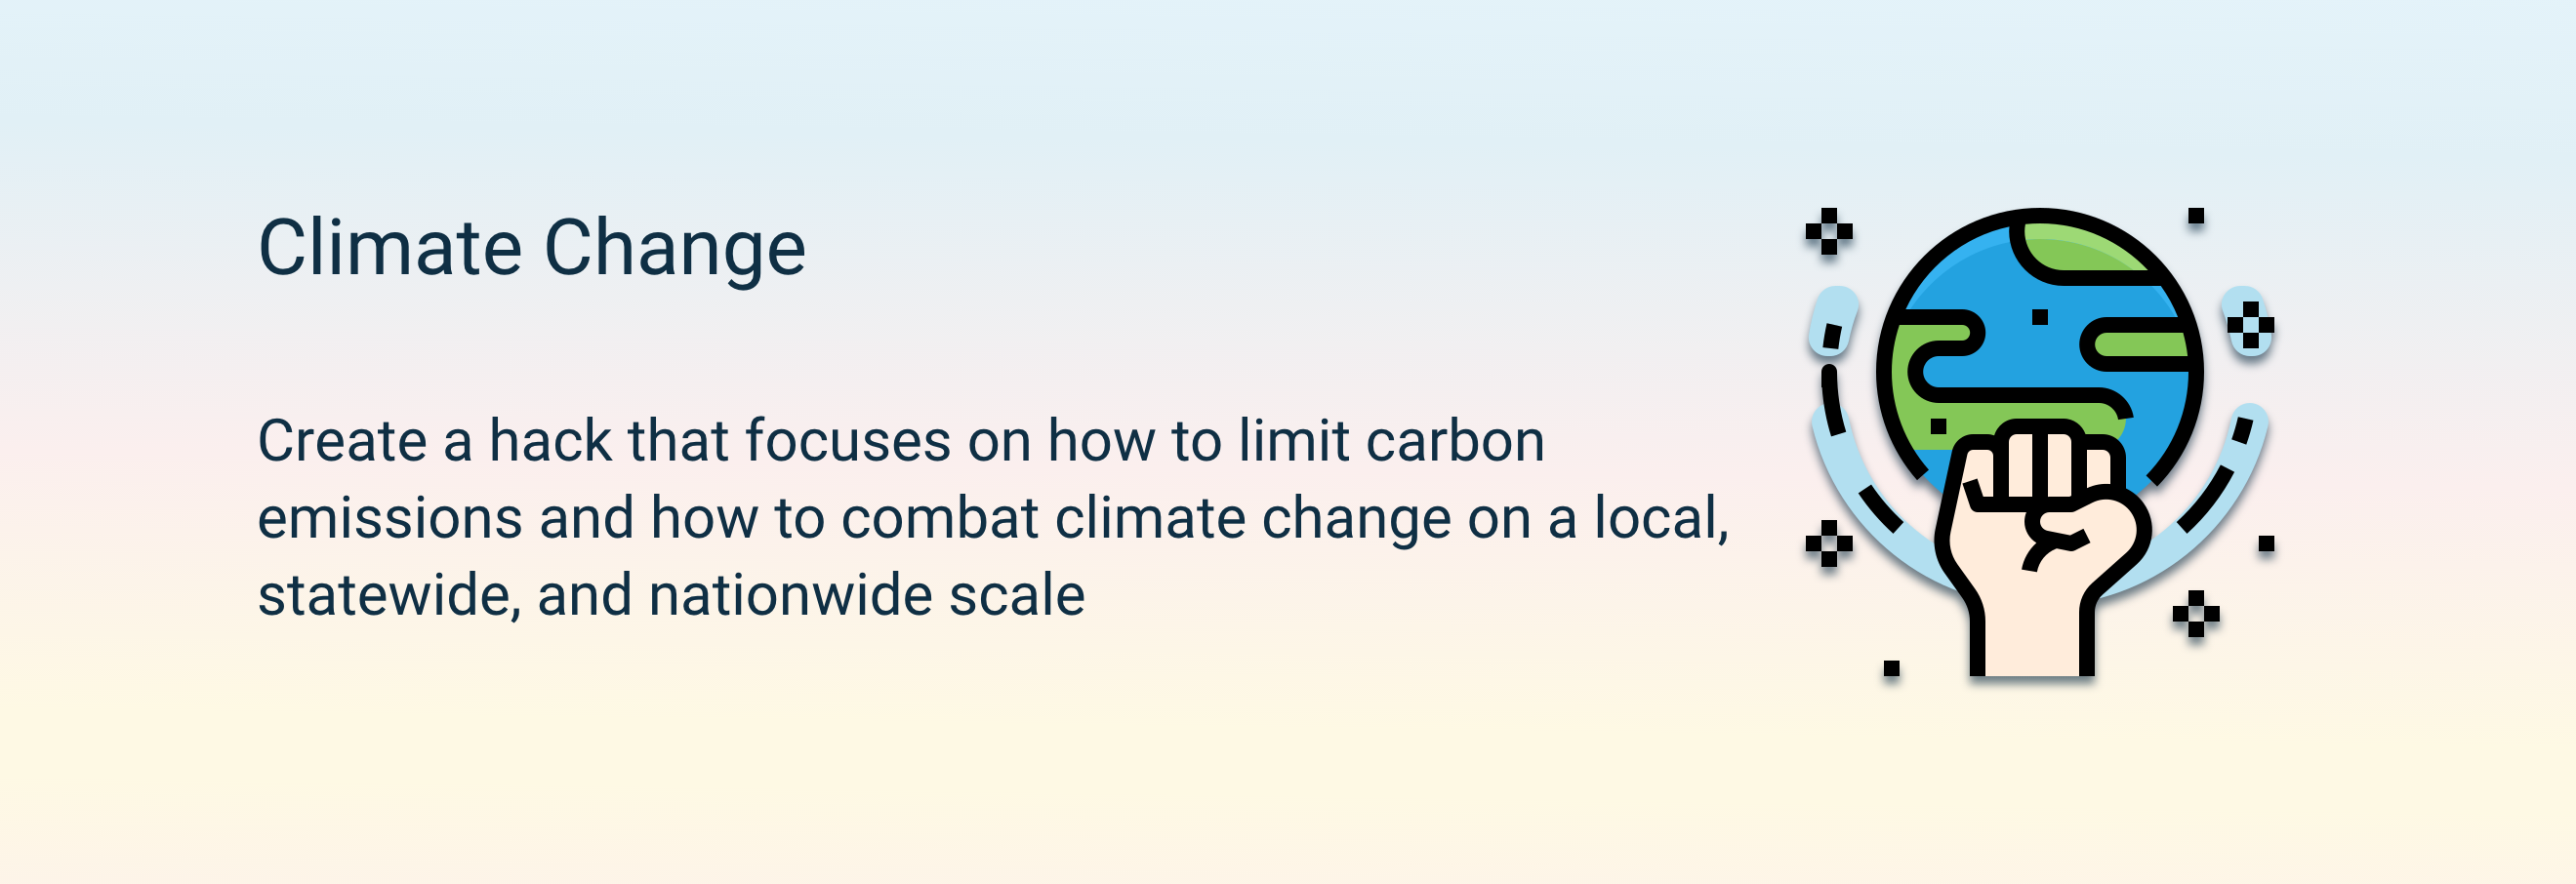 Climate Change
Create a hack that focuses on how to limit carbon
emissions and how to combat climate change on a local,
statewide, and nationwide scale